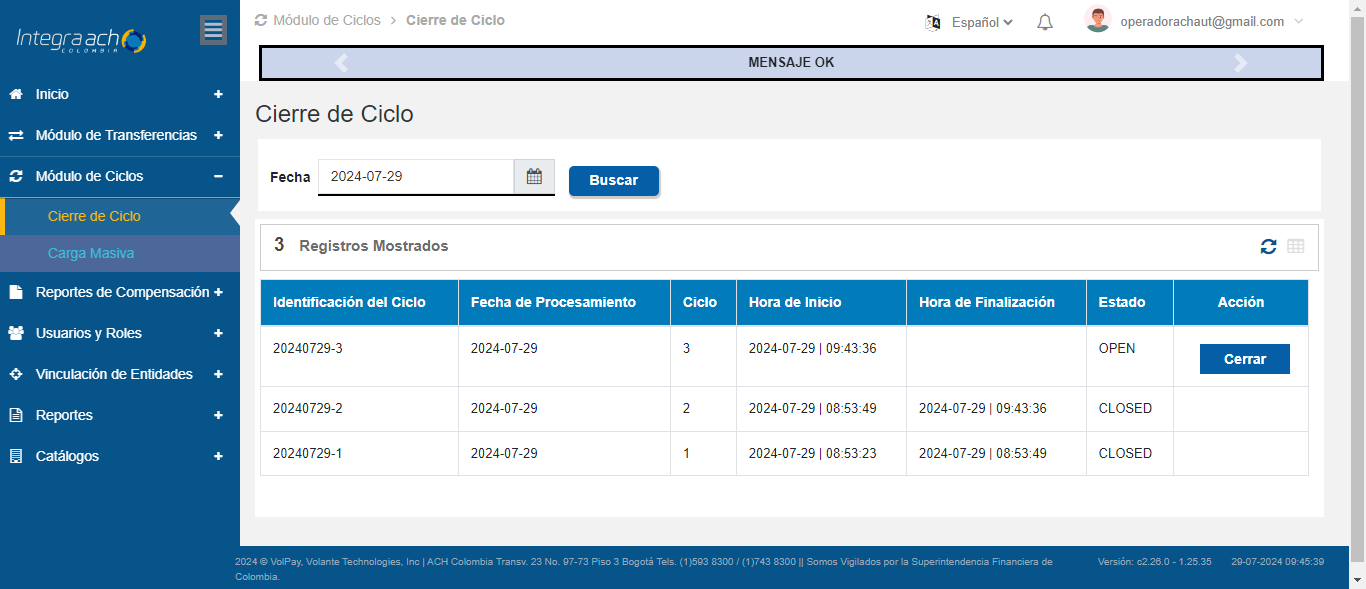 Integra ach
COLOMBIA
Inicio +
Módulo de Transferencias +
Módulo de Ciclos −
Cierre de Ciclo
Carga Masiva
Reportes de Compensación +
Usuarios y Roles +
Vinculación de Entidades +
Reportes +
Catálogos +
Módulo de Ciclos > Cierre de Ciclo
Español
operadorachaut@gmail.com
MENSAJE OK
Cierre de Ciclo
Fecha 2024-07-29 Buscar
3 Registros Mostrados
Identificación del Ciclo Fecha de Procesamiento Ciclo Hora de Inicio Hora de Finalización Estado Acción
20240729-3 2024-07-29 3 2024-07-29 | 09:43:36 OPEN Cerrar
20240729-2 2024-07-29 2 2024-07-29 | 08:53:49 2024-07-29 | 09:43:36 CLOSED
20240729-1 2024-07-29 1 2024-07-29 | 08:53:23 2024-07-29 | 08:53:49 CLOSED
2024 © VolPay, Volante Technologies, Inc | ACH Colombia Transv. 23 No. 97-73 Piso 3 Bogotá Tels. (1)593 8300 / (1)743 8300 || Somos Vigilados por la Superintendencia Financiera de
Colombia.
Versión: c2.26.0 - 1.25.35 29-07-2024 09:45:39